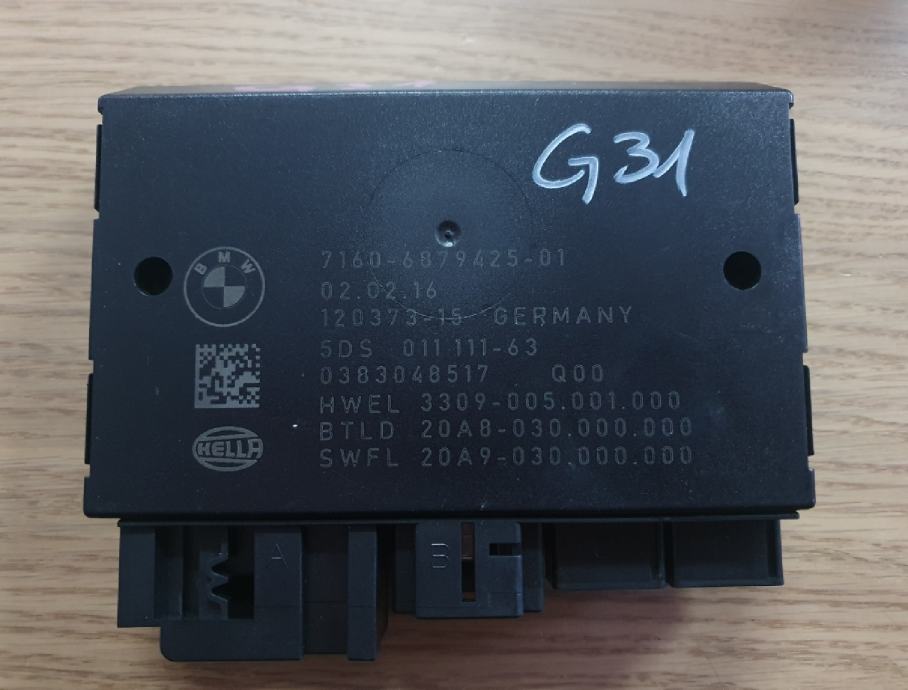 G31
BMW
7160-6879425-01
02.02.16
120373-15 GERMANY
5DS 011 111-63
0383048517 Q00
HWEL 3309-005.001.000
BTLD 20A8-030.000.000
HELLA
SWFL 20A9-030.000.000
A
B